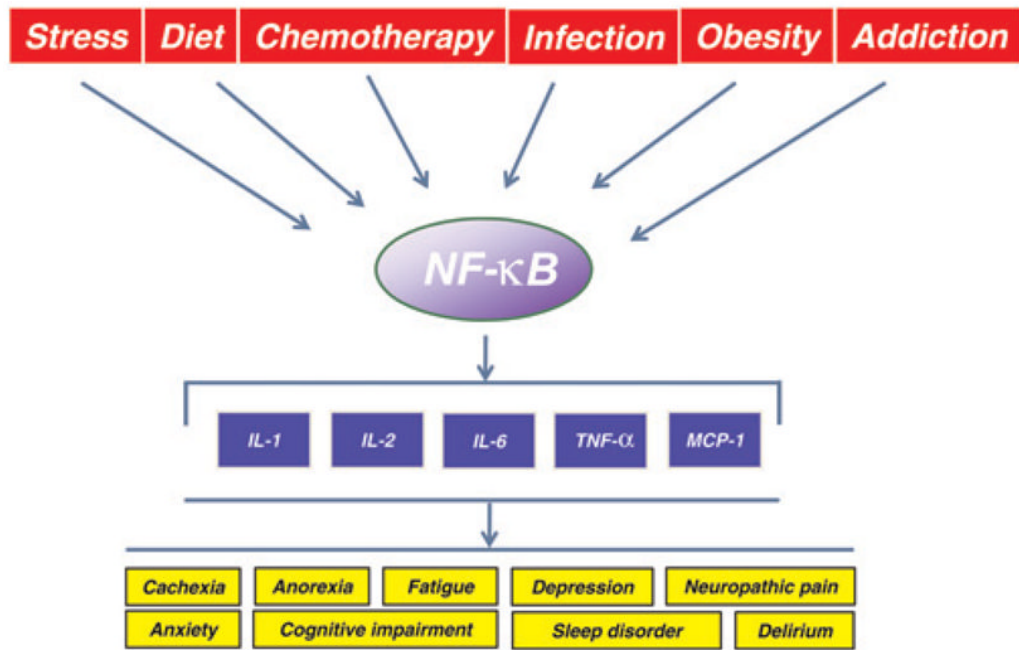 Stress Diet Chemotherapy Infection Obesity Addiction
NF-κB
IL-1 IL-2 IL-6 TNF-α MCP-1
Cachexia Anorexia Fatigue Depression Neuropathic pain
Anxiety Cognitive impairment Sleep disorder Delirium